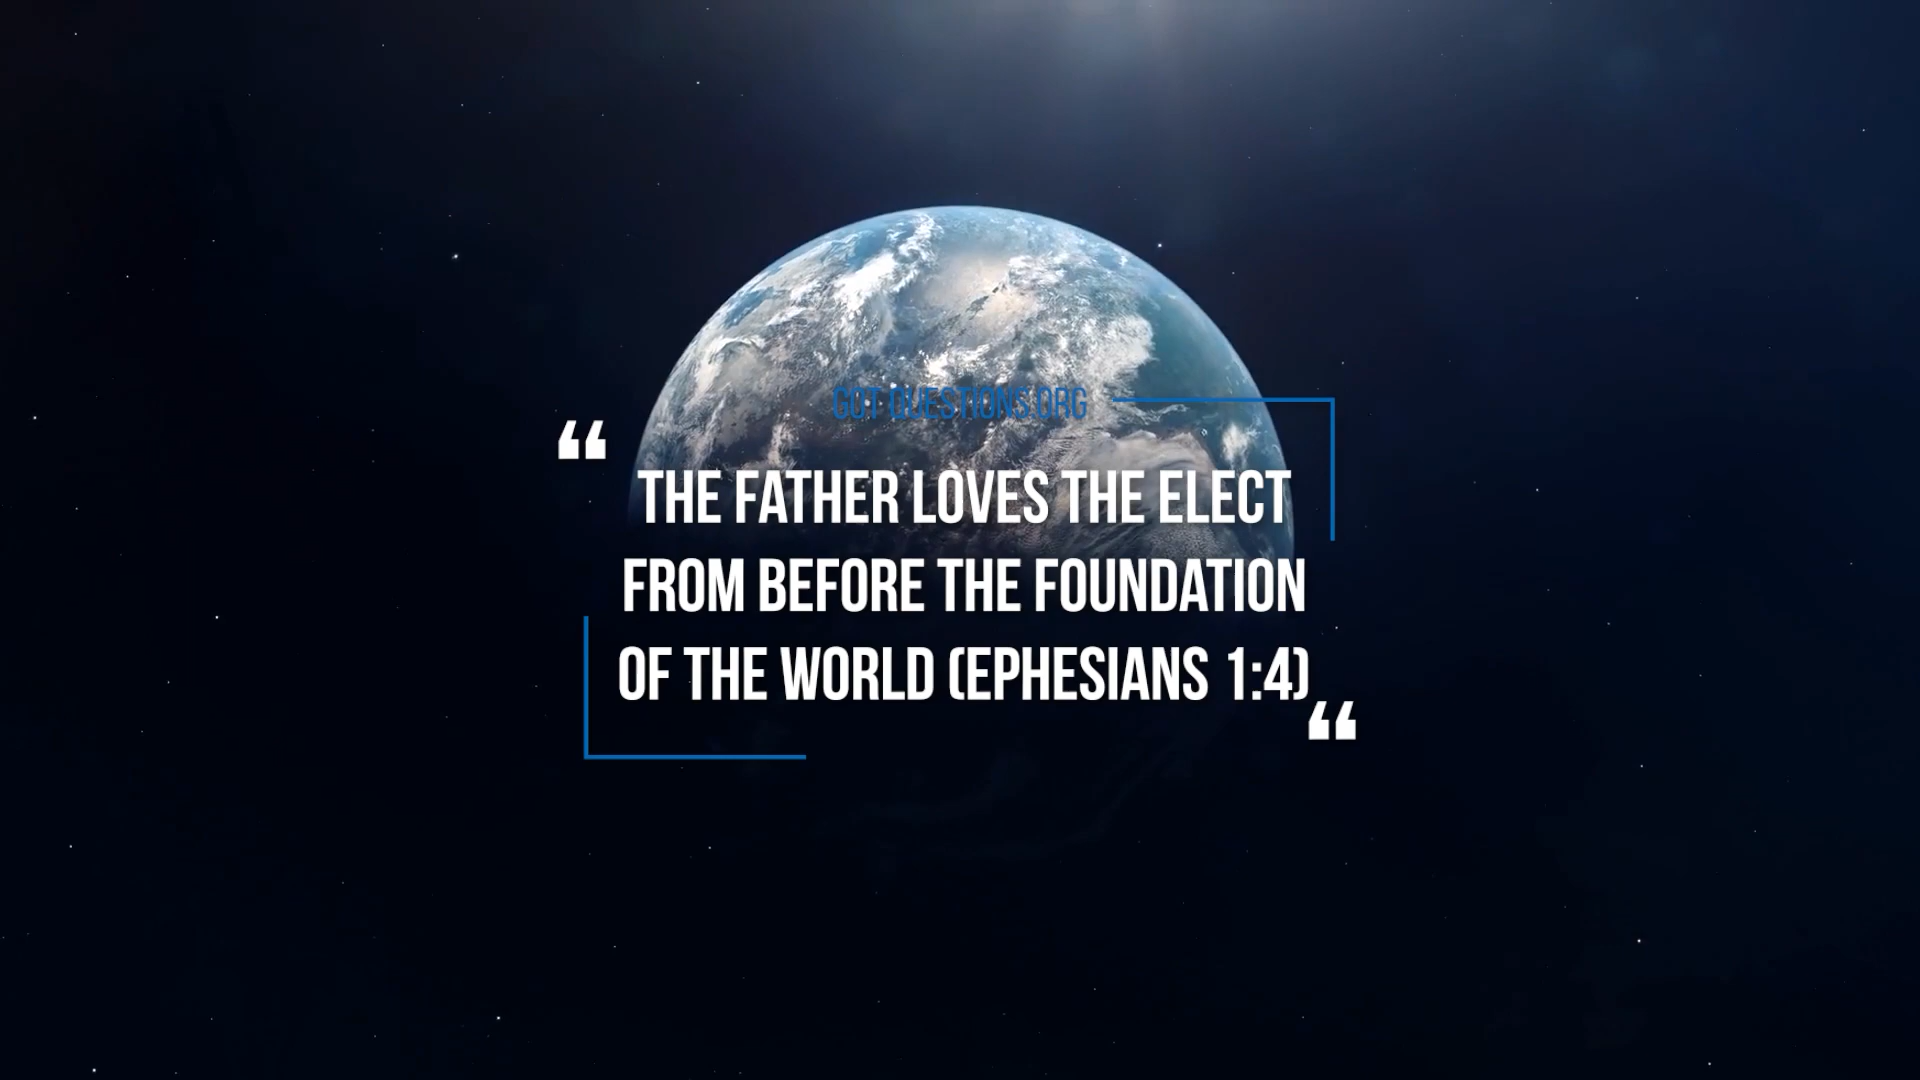 GOT QUESTIONS.ORG
❝
THE FATHER LOVES THE ELECT
FROM BEFORE THE FOUNDATION
OF THE WORLD (EPHESIANS 1:4)
❝